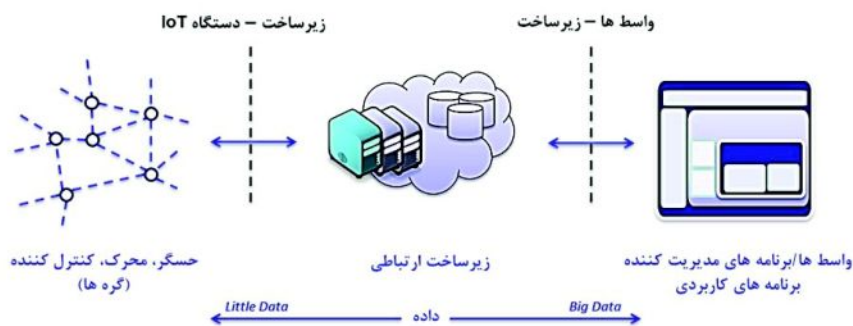 زیرساخت – دستگاه IoT
واسط ها – زیرساخت
حسگر، محرک، کنترل کننده
(گره ها)
زیرساخت ارتباطی
واسط ها/برنامه های مدیریت کننده
برنامه های کاربردی
Little Data
داده
Big Data